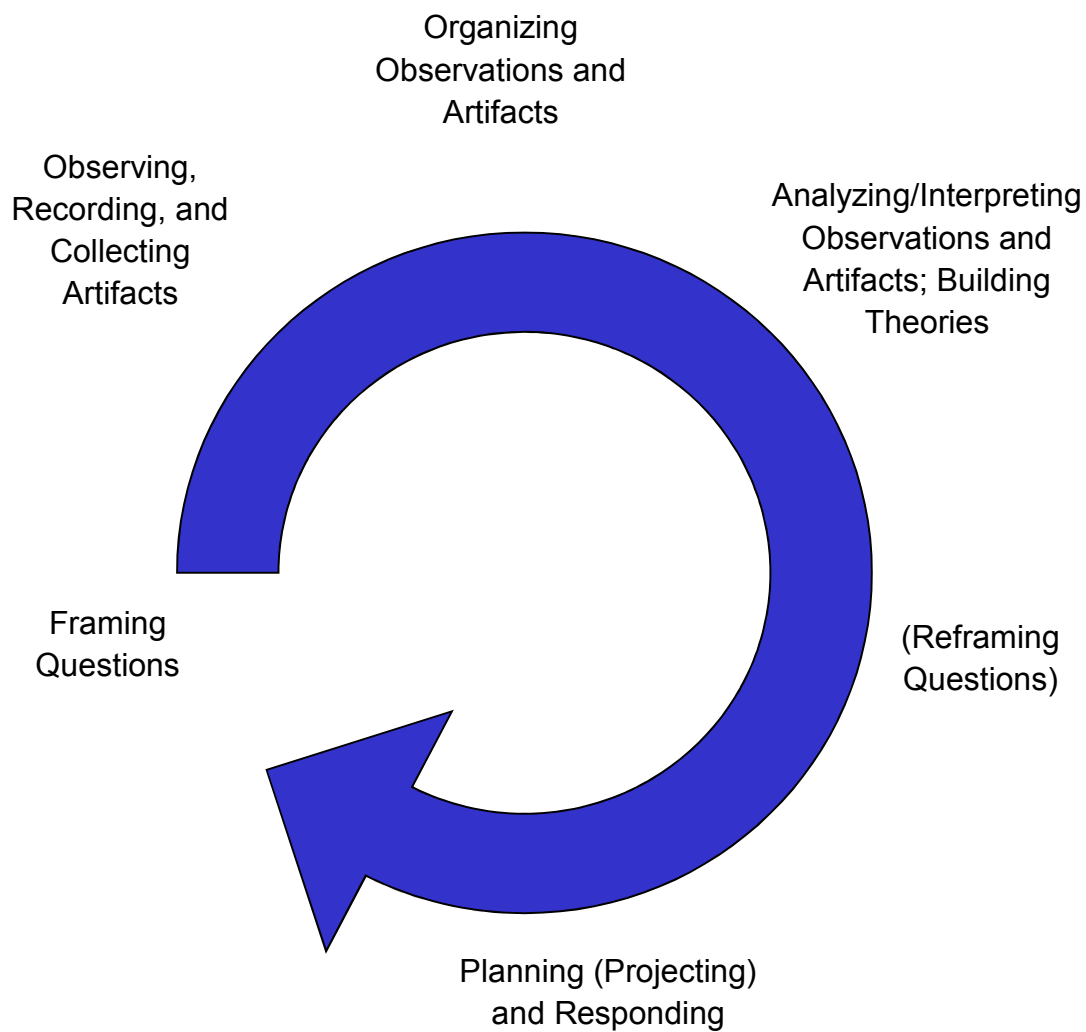 Organizing
Observations and
Artifacts
Observing,
Recording, and
Collecting
Artifacts
Analyzing/Interpreting
Observations and
Artifacts; Building
Theories
Framing
Questions
(Reframing
Questions)
Planning (Projecting)
and Responding